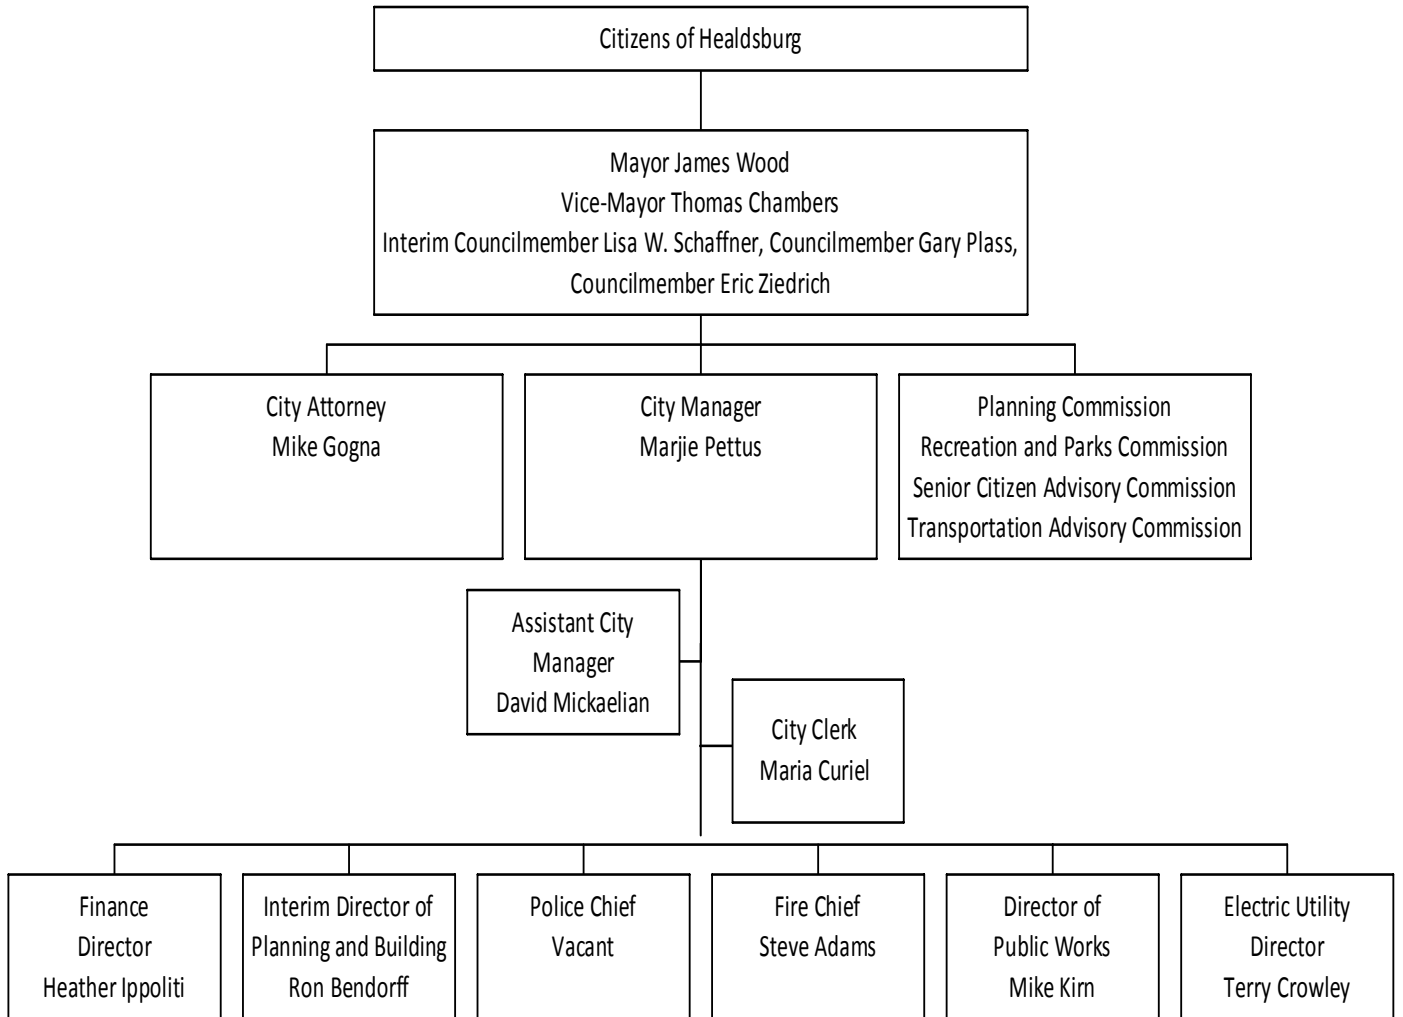 Citizens of Healdsburg
Mayor James Wood
Vice-Mayor Thomas Chambers
Interim Councilmember Lisa W. Schaffner, Councilmember Gary Plass,
Councilmember Eric Ziedrich
City Attorney
Mike Gogna
City Manager
Marjie Pettus
Planning Commission
Recreation and Parks Commission
Senior Citizen Advisory Commission
Transportation Advisory Commission
Assistant City
Manager
David Mickaelian
City Clerk
Maria Curiel
Finance
Director
Heather Ippoliti
Interim Director of
Planning and Building
Ron Bendorff
Police Chief
Vacant
Fire Chief
Steve Adams
Director of
Public Works
Mike Kirn
Electric Utility
Director
Terry Crowley